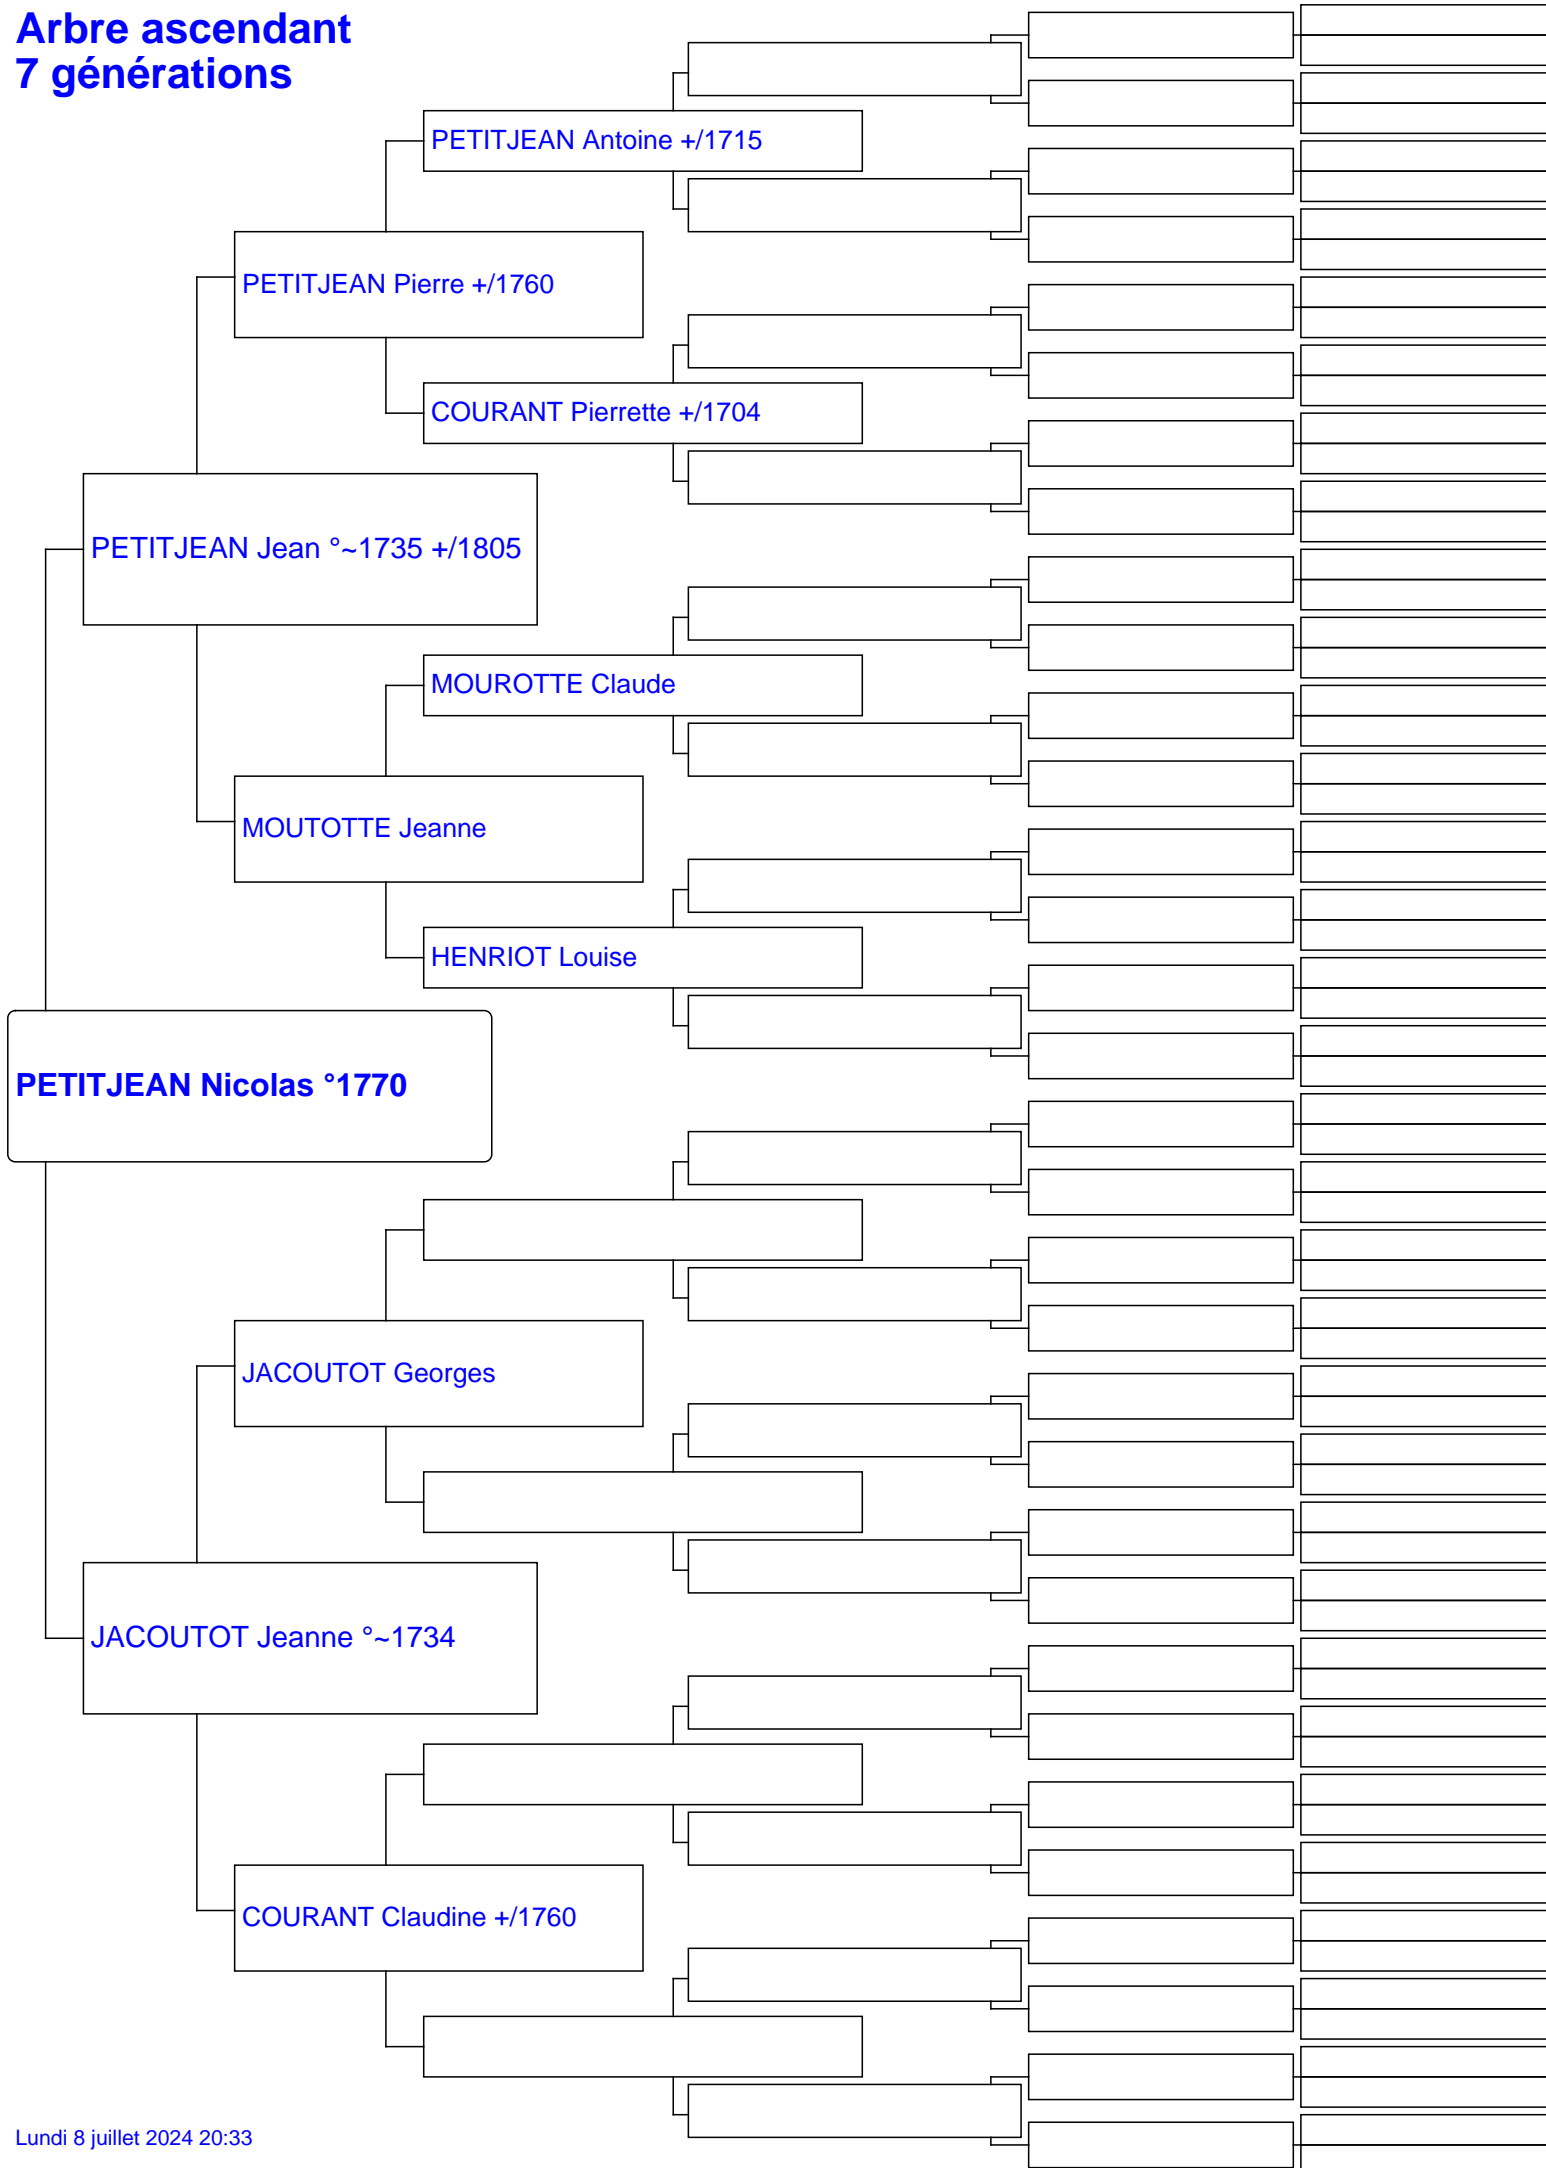 Arbre ascendant
7 générations
PETITJEAN Antoine +/1715
PETITJEAN Pierre +/1760
COURANT Pierrette +/1704
PETITJEAN Jean °~1735 +/1805
MOUROTTE Claude
MOUTOTTE Jeanne
HENRIOT Louise
PETITJEAN Nicolas °1770
JACOUTOT Georges
JACOUTOT Jeanne °~1734
COURANT Claudine +/1760
Lundi 8 juillet 2024 20:33